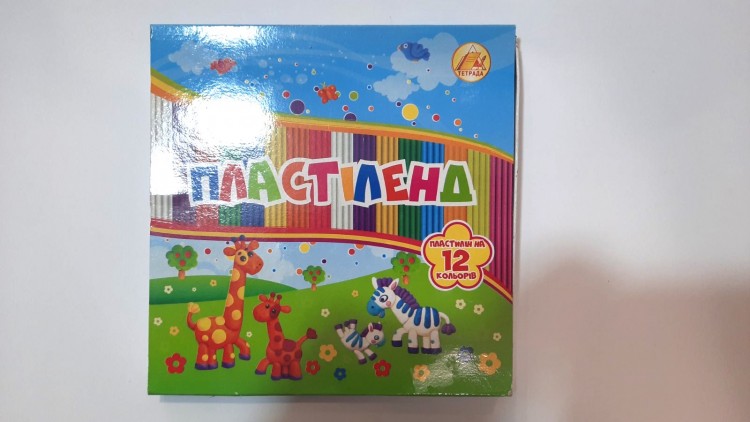 ТЕТРАДА
ПЛАСТІЛЕНД
ПЛАСТИЛІН НА
12
КОЛЬОРІВ